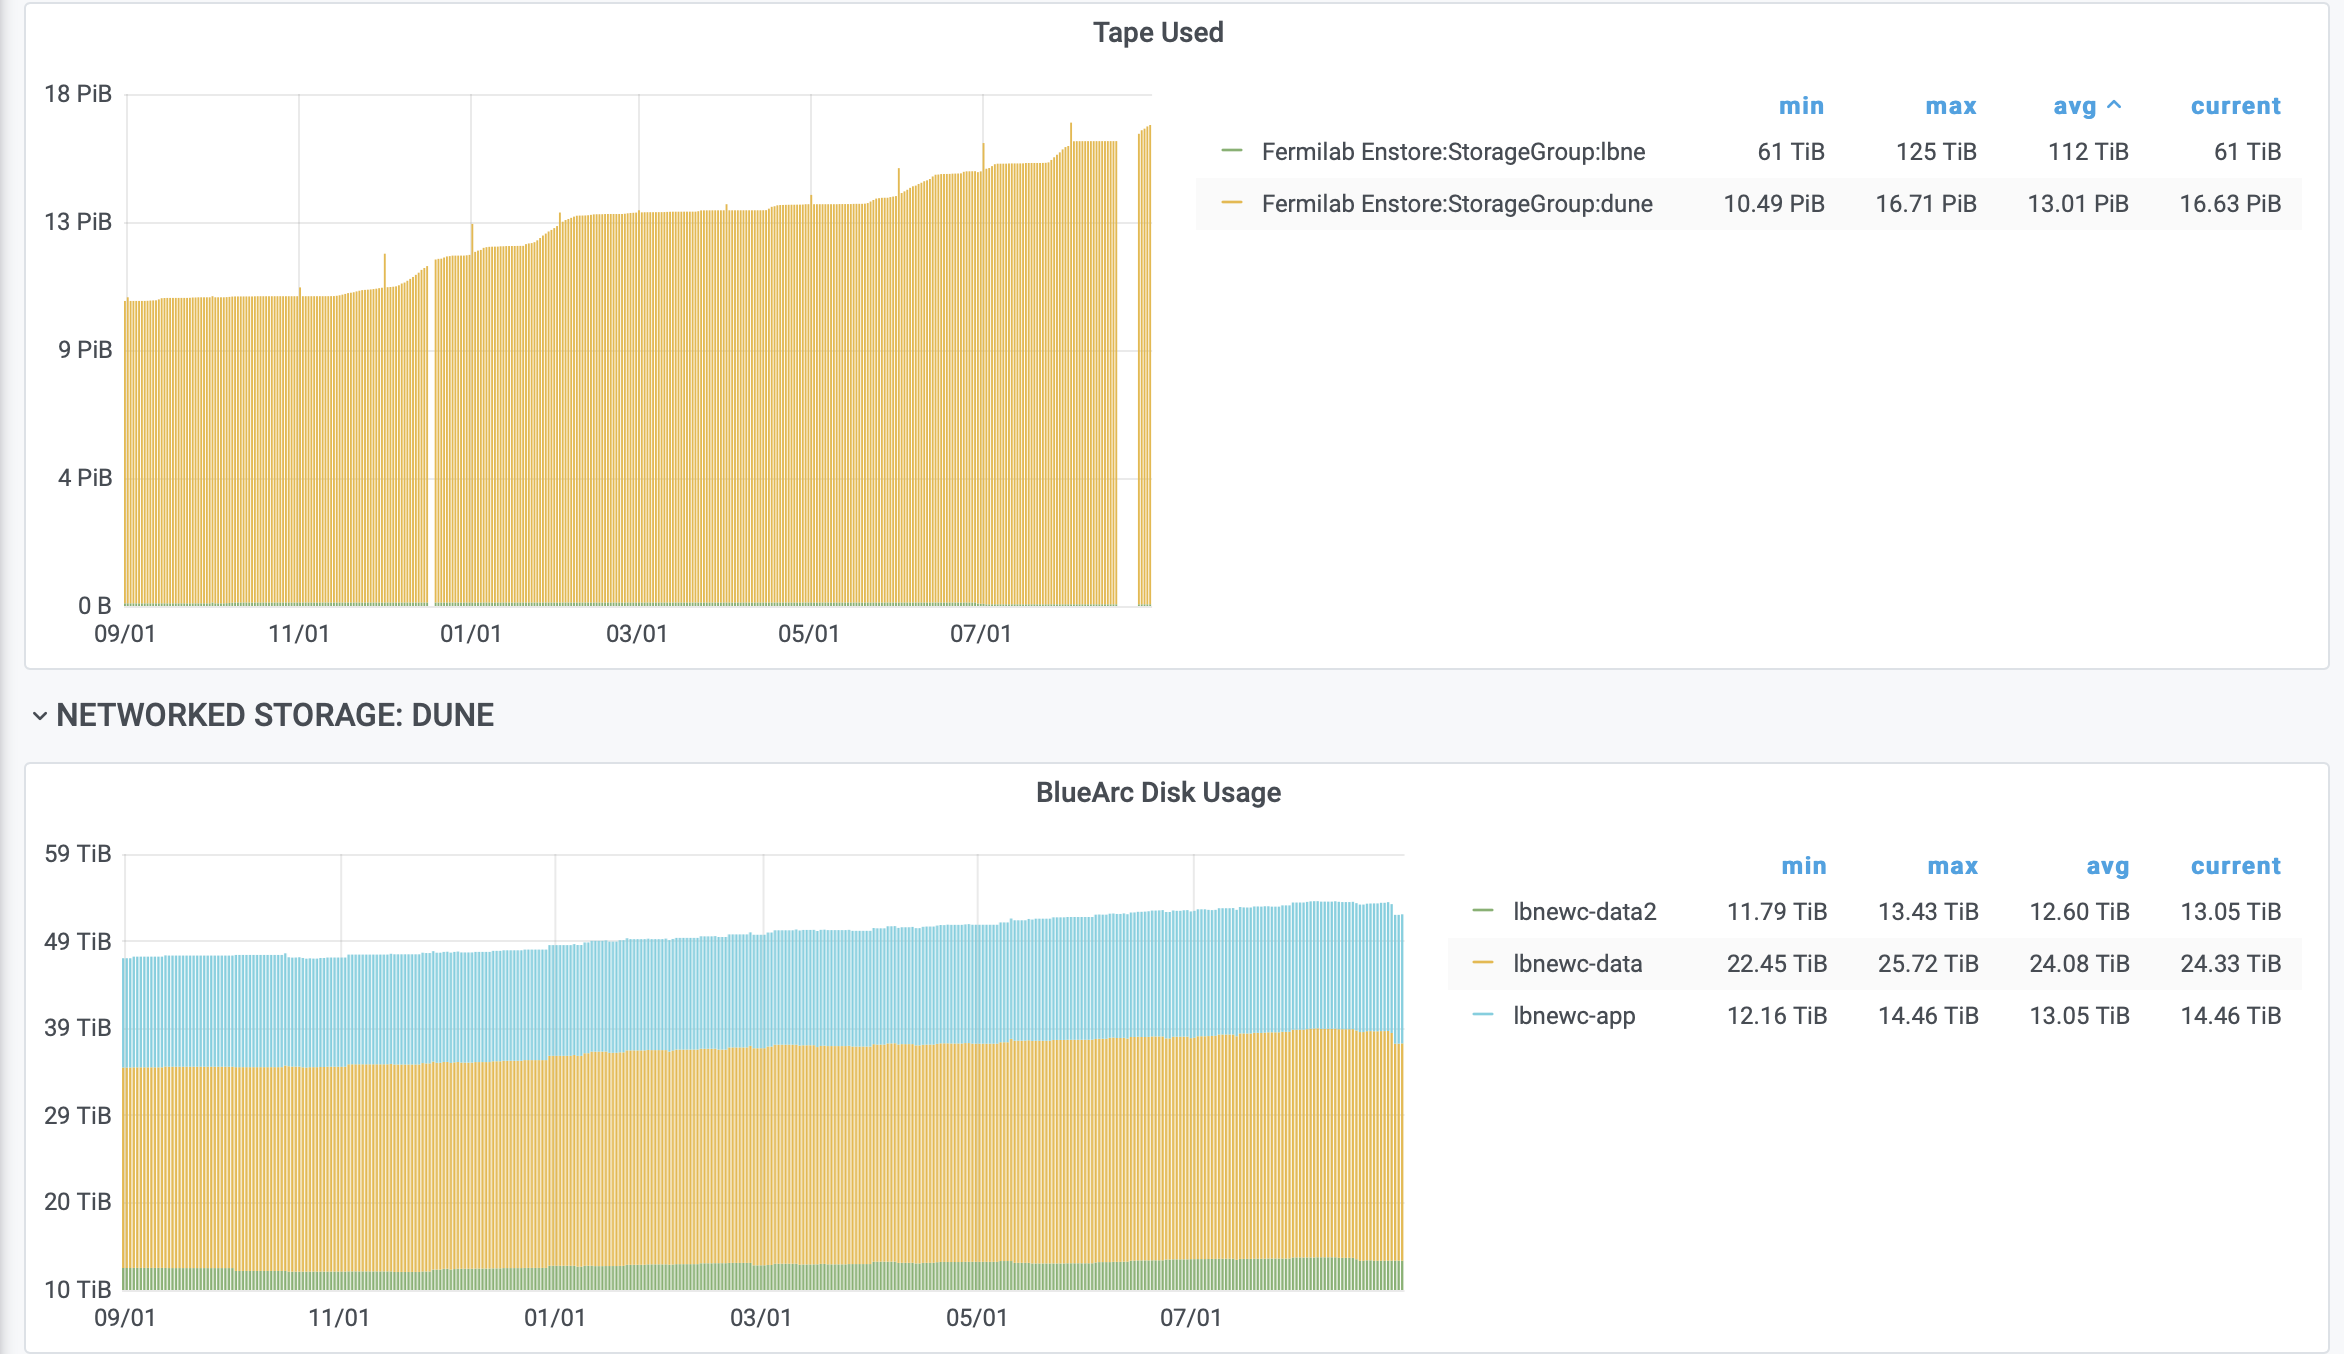 Tape Used
18 PiB
13 PiB
9 PiB
4 PiB
0 B
09/01 11/01 01/01 03/01 05/01 07/01
min max avg current
Fermilab Enstore:StorageGroup:lbne 61 TiB 125 TiB 112 TiB 61 TiB
Fermilab Enstore:StorageGroup:dune 10.49 PiB 16.71 PiB 13.01 PiB 16.63 PiB
NETWORKED STORAGE: DUNE
BlueArc Disk Usage
59 TiB
49 TiB
39 TiB
29 TiB
20 TiB
10 TiB
09/01 11/01 01/01 03/01 05/01 07/01
min max avg current
lbnewc-data2 11.79 TiB 13.43 TiB 12.60 TiB 13.05 TiB
lbnewc-data 22.45 TiB 25.72 TiB 24.08 TiB 24.33 TiB
lbnewc-app 12.16 TiB 14.46 TiB 13.05 TiB 14.46 TiB